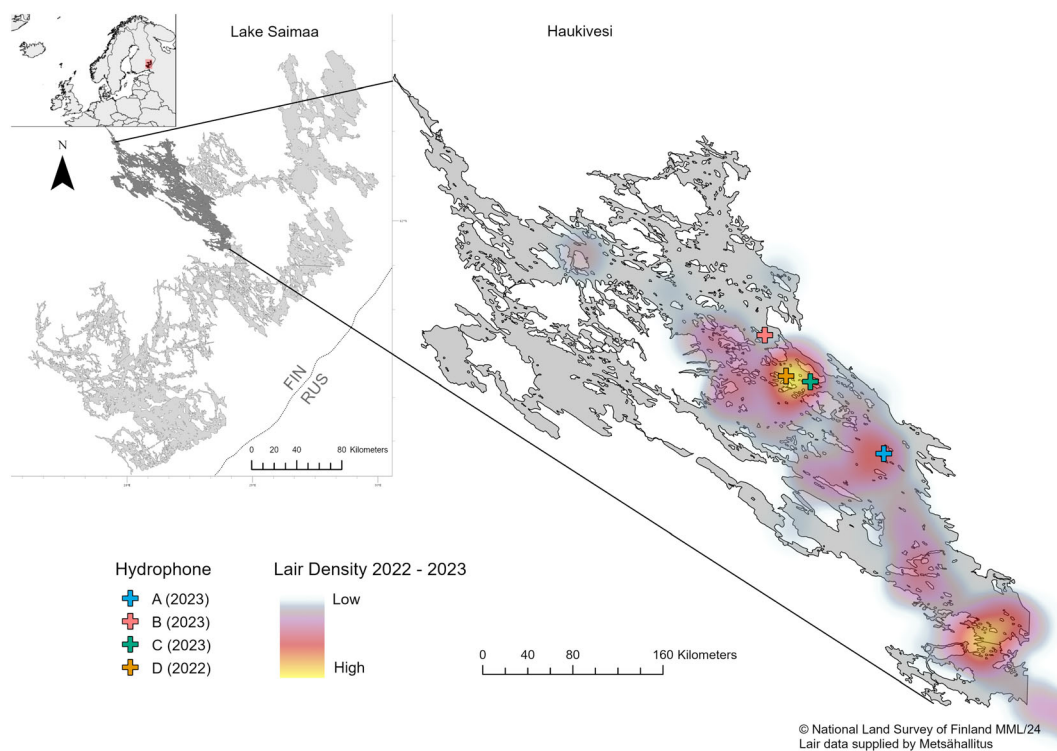 Lake Saimaa
Haukivesi
N
FIN
RUS
0 20 40 80 Kilometers
Hydrophone
A (2023)
B (2023)
C (2023)
D (2022)
Lair Density 2022 - 2023
Low
High
0 40 80 160 Kilometers
© National Land Survey of Finland MML/24
Lair data supplied by Metsähallitus